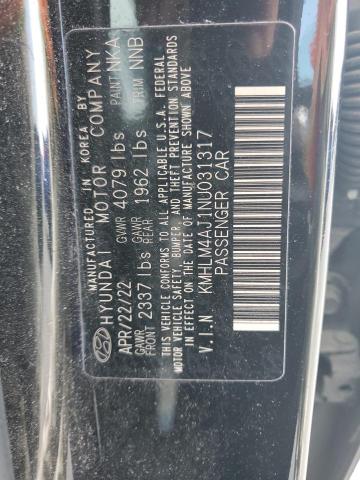 MANUFACTURED IN KOREA BY
HYUNDAI MOTOR COMPANY
APR/22/22 GVWR 4079 lbs PAINT NKA
GAWR FRONT 2337 lbs GAWR REAR 1962 lbs TRIM NNB
THIS VEHICLE CONFORMS TO ALL APPLICABLE U.S.A. FEDERAL
MOTOR VEHICLE SAFETY, BUMPER, AND THEFT PREVENTION STANDARDS
IN EFFECT ON THE DATE OF MANUFACTURE SHOWN ABOVE.
V.I.N KMHLM4AJ1NU031317
PASSENGER CAR